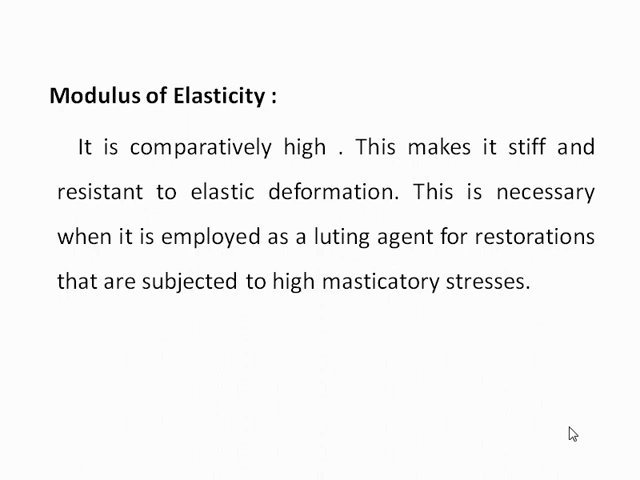 Modulus of Elasticity :
It is comparatively high . This makes it stiff and
resistant to elastic deformation. This is necessary
when it is employed as a luting agent for restorations
that are subjected to high masticatory stresses.